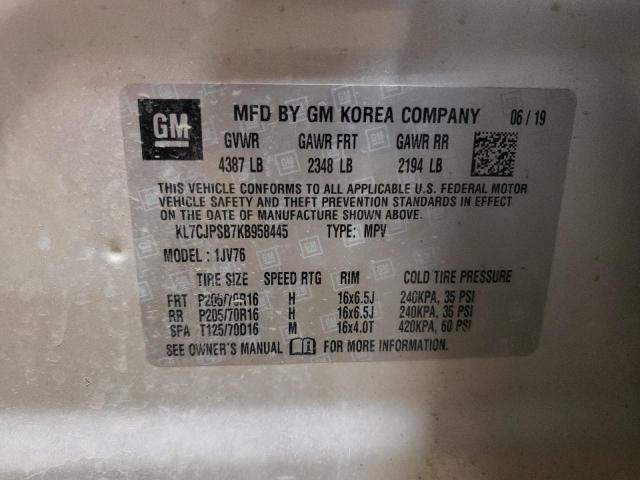 GM MFD BY GM KOREA COMPANY 06 / 19
GVWR GAWR FRT GAWR RR
4387 LB 2348 LB 2194 LB
THIS VEHICLE CONFORMS TO ALL APPLICABLE U.S. FEDERAL MOTOR
VEHICLE SAFETY AND THEFT PREVENTION STANDARDS IN EFFECT
ON THE DATE OF MANUFACTURE SHOWN ABOVE.
KL7CJPSB7KB958445 TYPE: MPV
MODEL : 1JV76
TIRE SIZE SPEED RTG RIM COLD TIRE PRESSURE
FRT P205/70R16 H 16x6.5J 240KPA, 35 PSI
RR P205/70R16 H 16x6.5J 240KPA, 35 PSI
SPA T125/70D16 M 16x4.0T 420KPA, 60 PSI
SEE OWNER'S MANUAL FOR MORE INFORMATION.